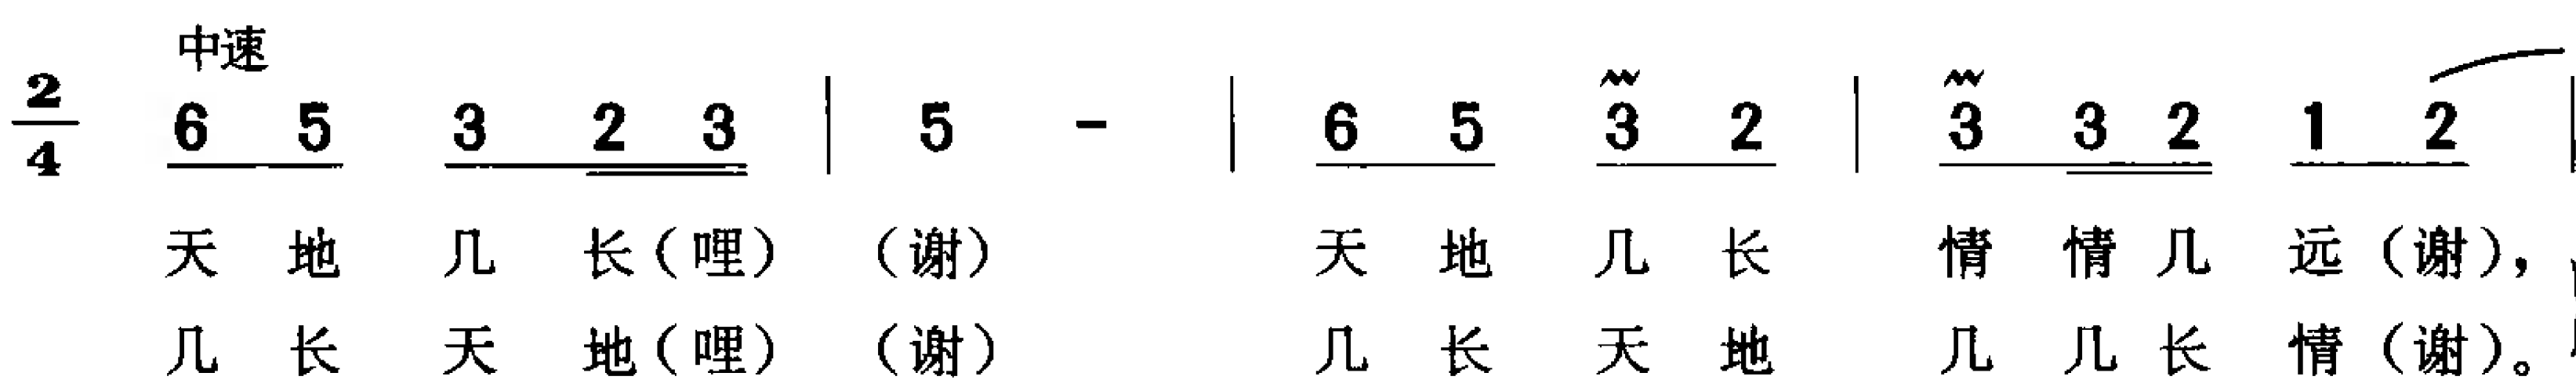 中速
2/4 6 5 3 2 3 | 5 - | 6 5 3 2 | 3 3 2 1 2 |
天 地 几 长（哩）（谢） 天 地 几 长 情 情 几 远（谢），
几 长 天 地（哩）（谢） 几 长 天 地 几 几 长 情（谢）。